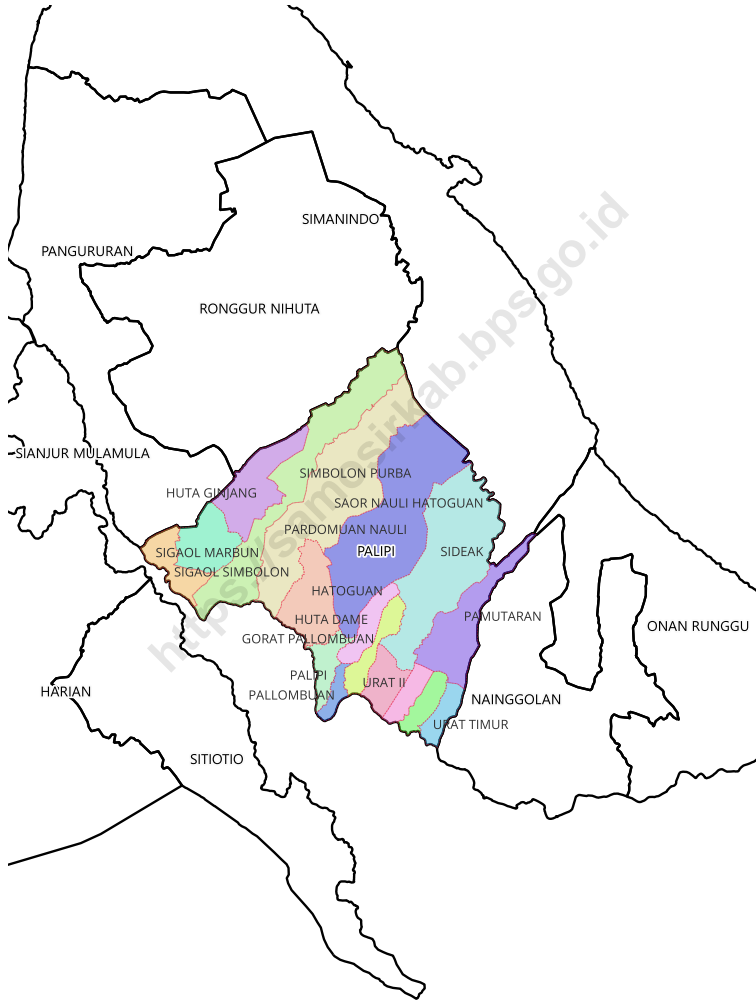 SIMANINDO
PANGURURAN
RONGGUR NIHUTA
SIANJUR MULAMULA
SIMBOLON PURBA
HUTA GINJANG
SAOR NAULI HATOGUAN
PARDOMUAN NAULI
SIGAOL MARBUN
PALIPI
SIDEAK
SIGAOL SIMBOLON
HATOGUAN
HUTA DAME
PAMUTARAN
ONAN RUNGGU
GORAT PALLOMBUAN
PALIPI
URAT II
HARIAN
PALLOMBUAN
NAINGGOLAN
URAT TIMUR
SITIOTIO
https://samosirkab.bps.go.id